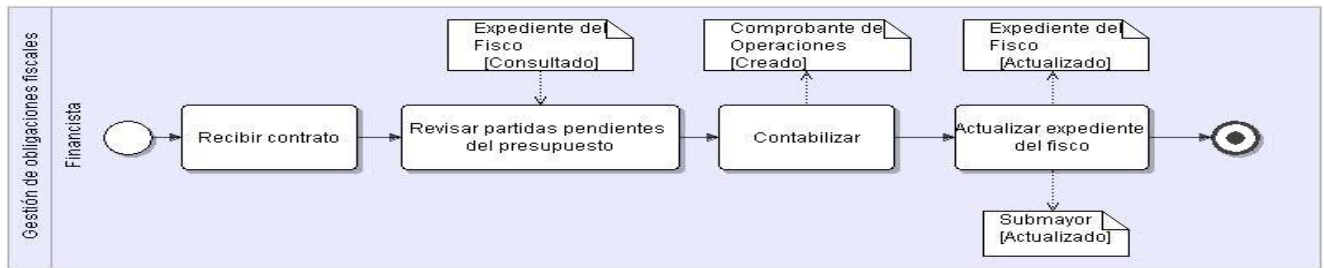 Gestión de obligaciones fiscales
Financista
Recibir contrato
Expediente del
Fisco
[Consultado]
Revisar partidas pendientes
del presupuesto
Comprobante de
Operaciones
[Creado]
Contabilizar
Expediente del
Fisco
[Actualizado]
Actualizar expediente
del fisco
Submayor
[Actualizado]